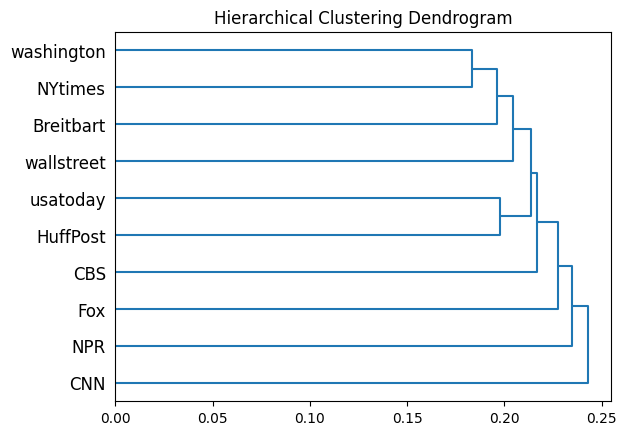 Hierarchical Clustering Dendrogram
washington
NYtimes
Breitbart
wallstreet
usatoday
HuffPost
CBS
Fox
NPR
CNN
0.00 0.05 0.10 0.15 0.20 0.25